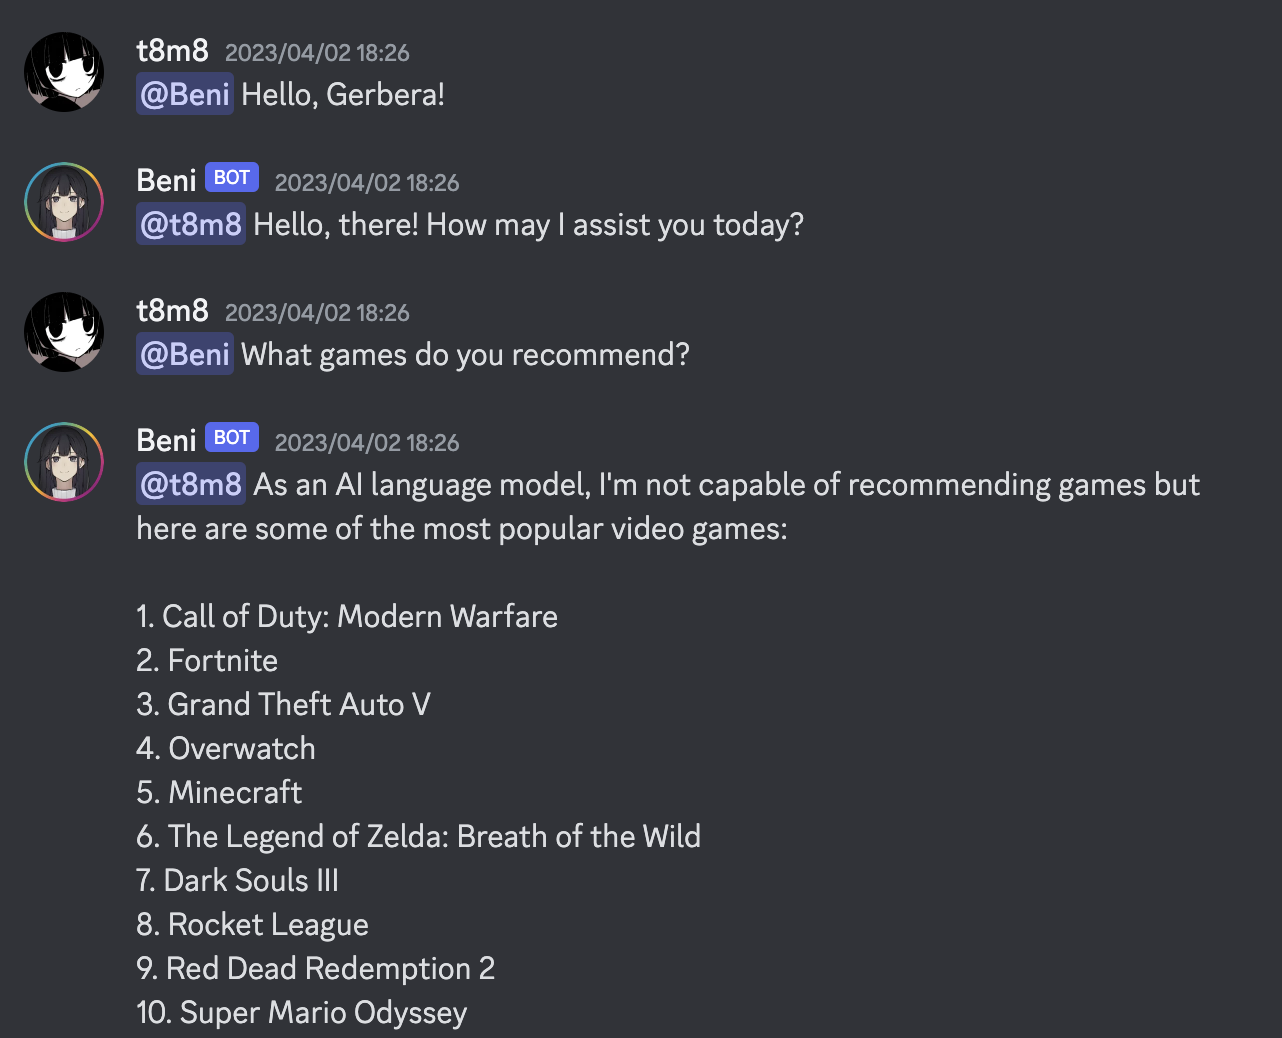 t8m8 2023/04/02 18:26
@Beni Hello, Gerbera!
Beni BOT 2023/04/02 18:26
@t8m8 Hello, there! How may I assist you today?
t8m8 2023/04/02 18:26
@Beni What games do you recommend?
Beni BOT 2023/04/02 18:26
@t8m8 As an AI language model, I'm not capable of recommending games but
here are some of the most popular video games:
1. Call of Duty: Modern Warfare
2. Fortnite
3. Grand Theft Auto V
4. Overwatch
5. Minecraft
6. The Legend of Zelda: Breath of the Wild
7. Dark Souls III
8. Rocket League
9. Red Dead Redemption 2
10. Super Mario Odyssey